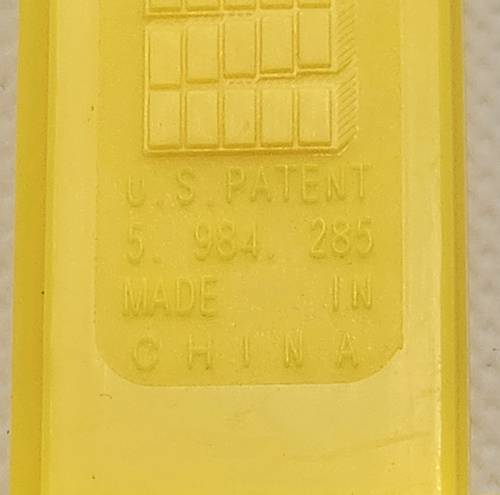 U.S.PATENT
5. 984. 285
MADE IN
CHINA